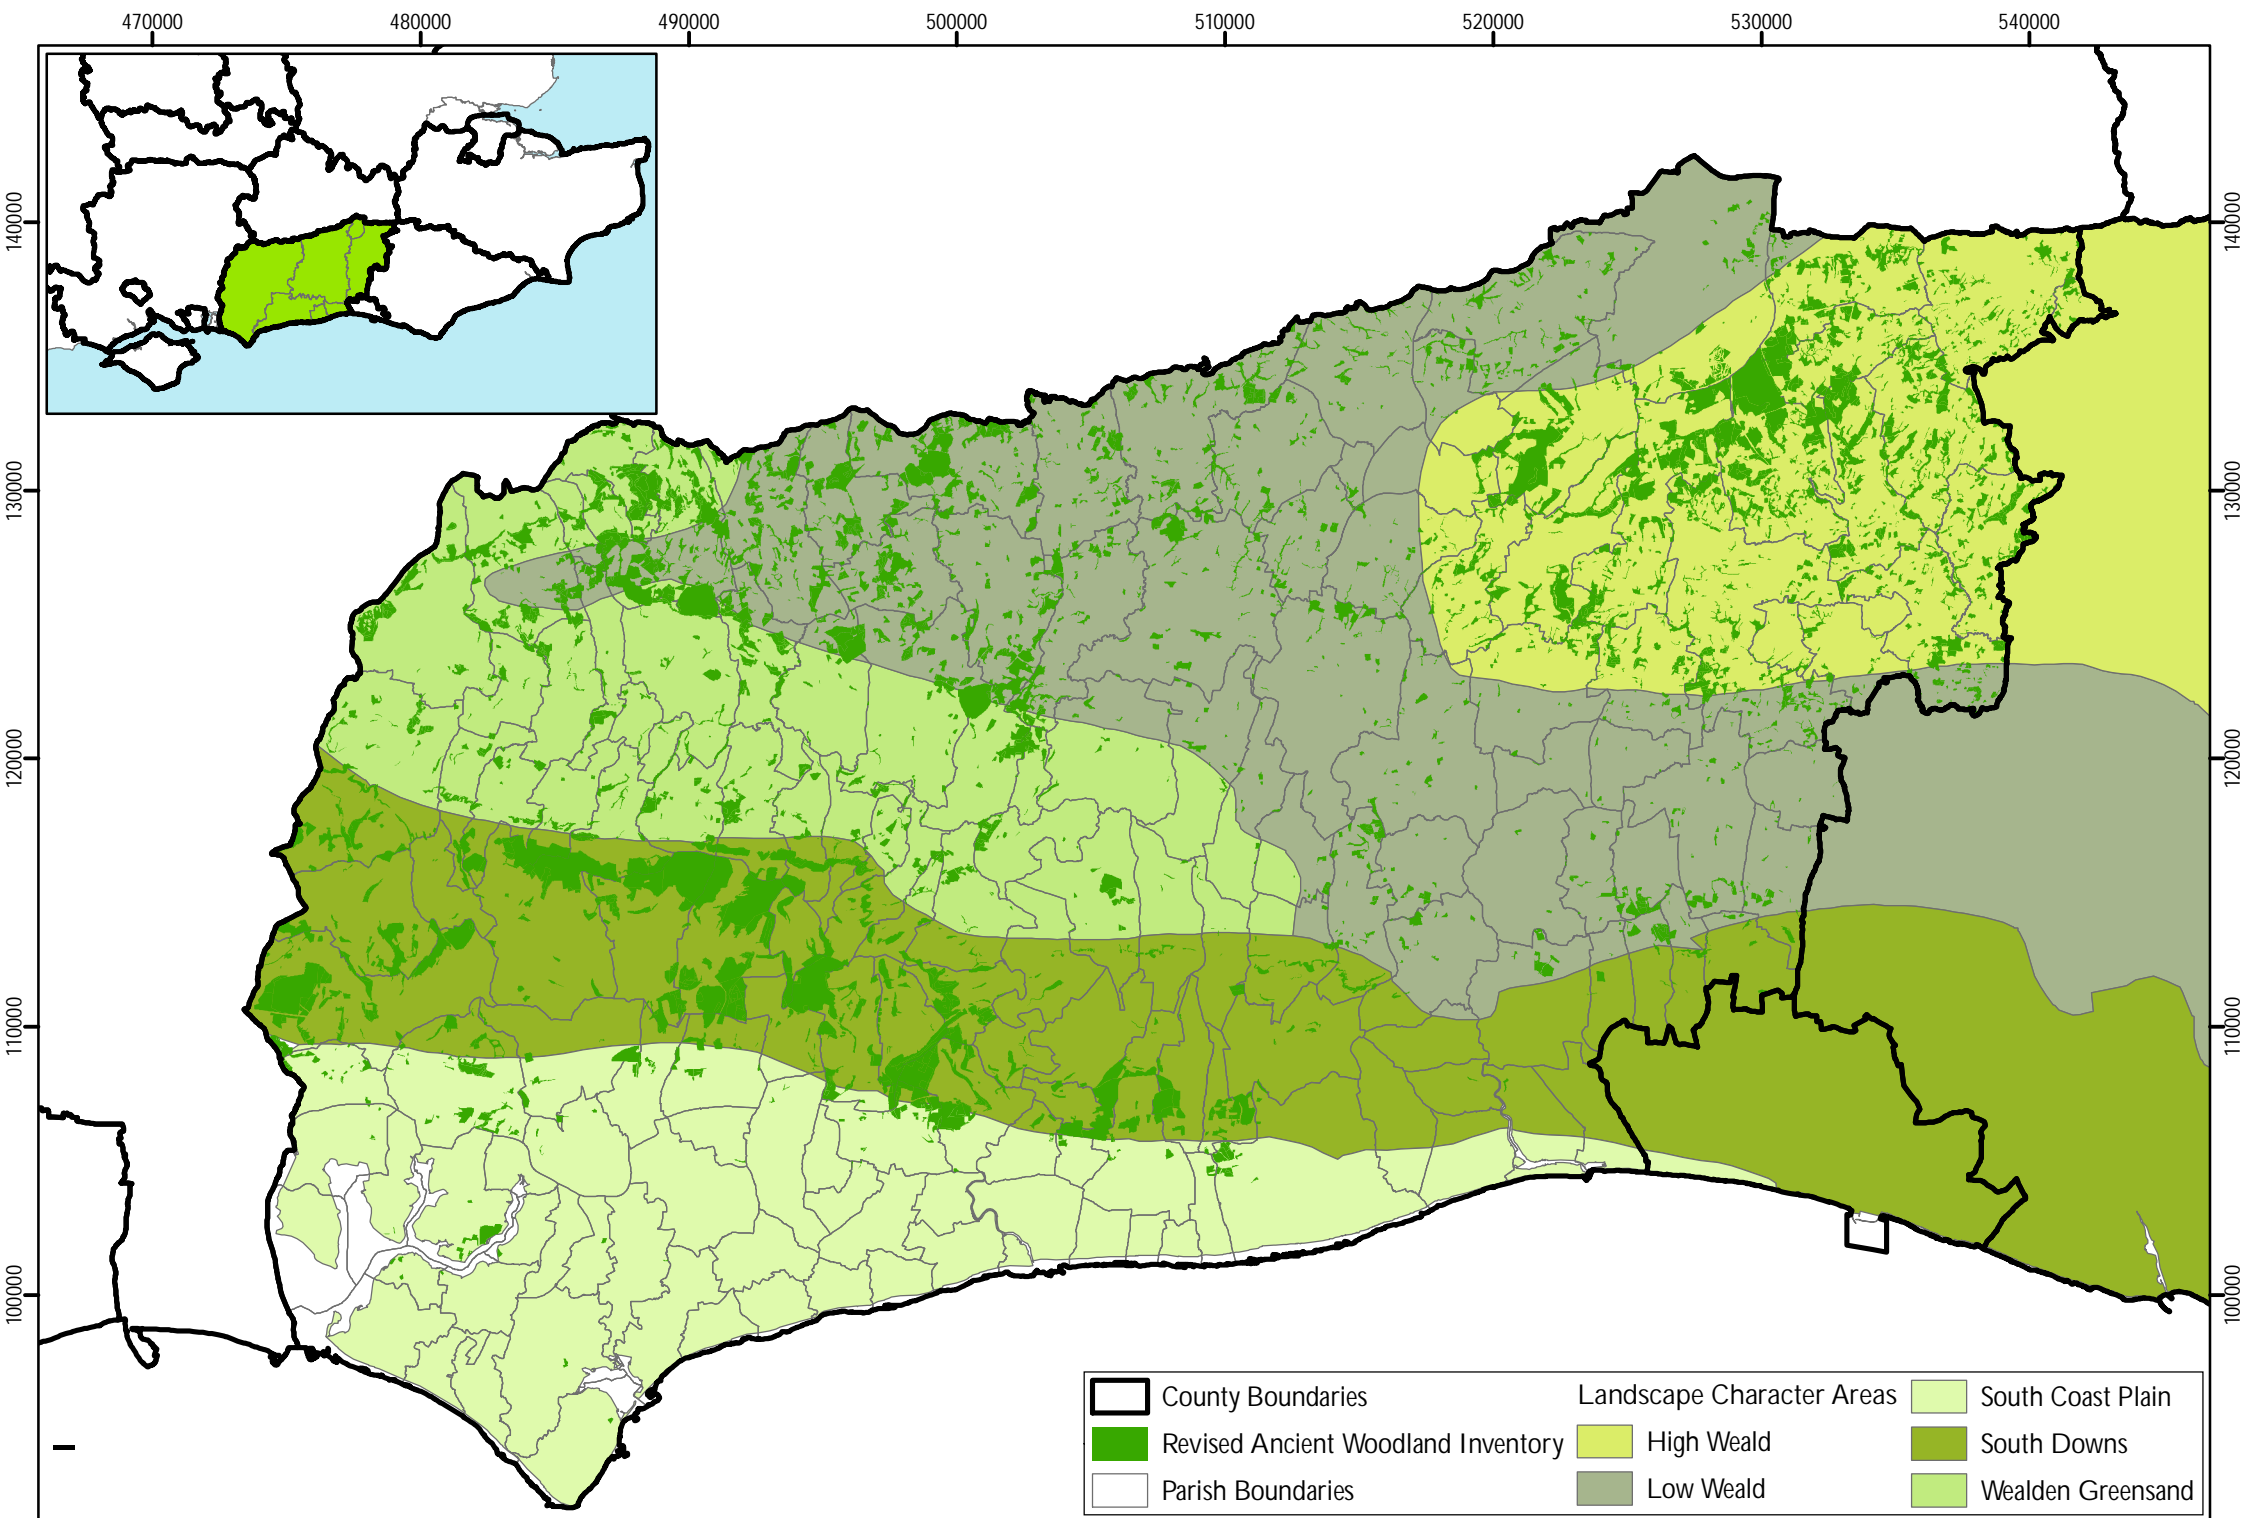 470000 480000 490000 500000 510000 520000 530000 540000
140000 140000
130000 130000
120000 120000
110000 110000
100000 100000
County Boundaries Landscape Character Areas South Coast Plain
Revised Ancient Woodland Inventory High Weald South Downs
Parish Boundaries Low Weald Wealden Greensand